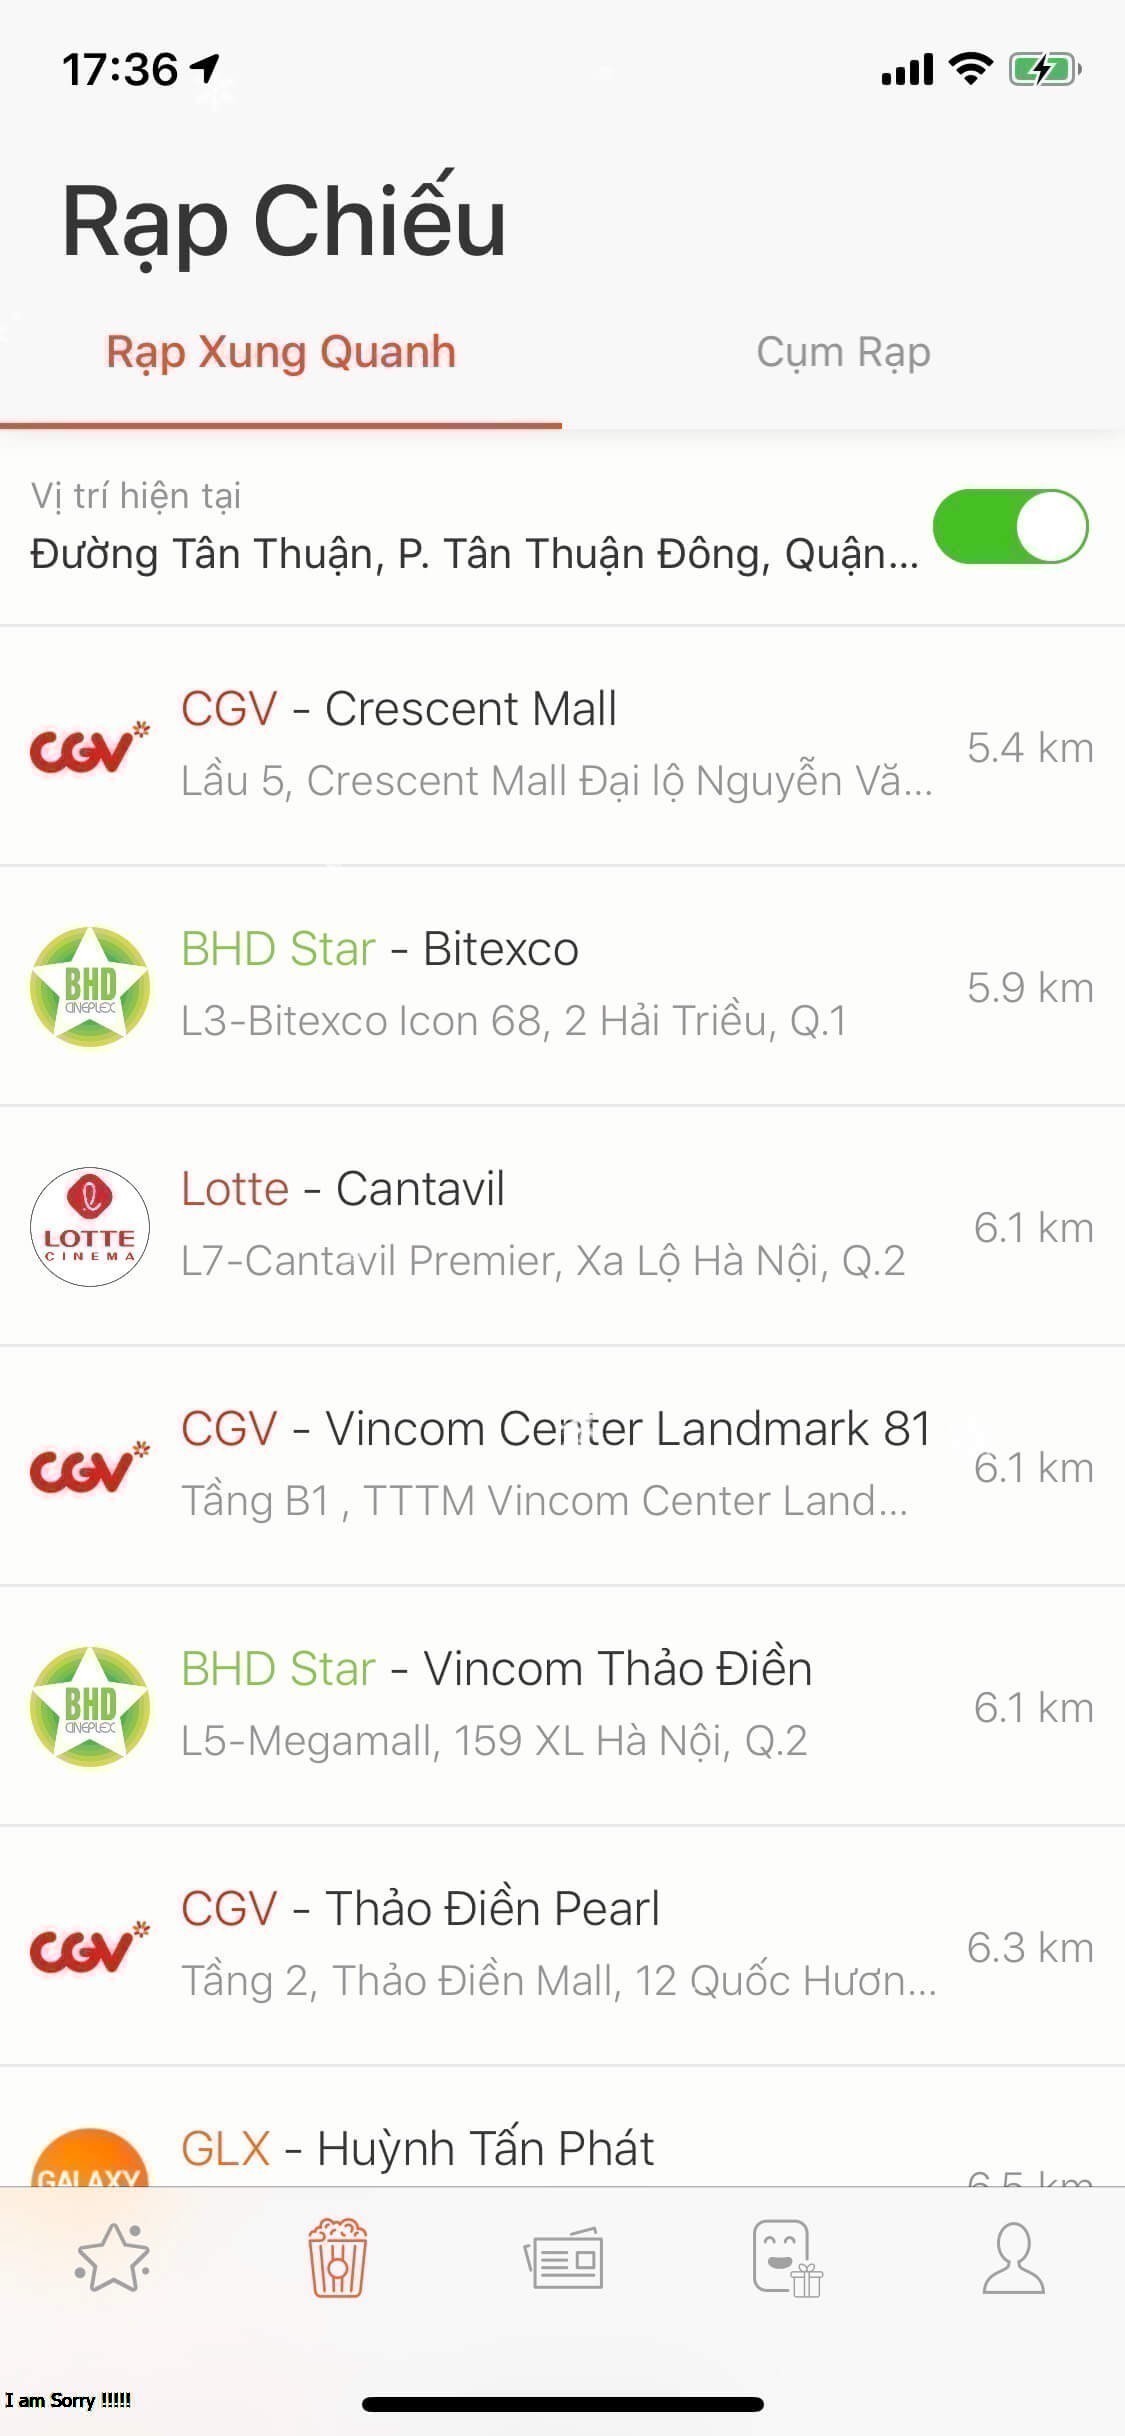 17:36
Rạp Chiếu
Rạp Xung Quanh
Cụm Rạp
Vị trí hiện tại
Đường Tân Thuận, P. Tân Thuận Đông, Quận...
CGV - Crescent Mall
CGV
5.4 km
Lầu 5, Crescent Mall Đại lộ Nguyễn Vă...
BHD Star - Bitexco
BHD
CINEPLEX
5.9 km
L3-Bitexco Icon 68, 2 Hải Triều, Q.1
Lotte - Cantavil
LOTTE
CINEMA
6.1 km
L7-Cantavil Premier, Xa Lộ Hà Nội, Q.2
CGV - Vincom Center Landmark 81
CGV
6.1 km
Tầng B1 , TTTM Vincom Center Land...
BHD Star - Vincom Thảo Điền
BHD
CINEPLEX
6.1 km
L5-Megamall, 159 XL Hà Nội, Q.2
CGV - Thảo Điền Pearl
CGV
6.3 km
Tầng 2, Thảo Điền Mall, 12 Quốc Hươn...
GLX - Huỳnh Tấn Phát
GALAXY
6.5 km
I am Sorry !!!!!